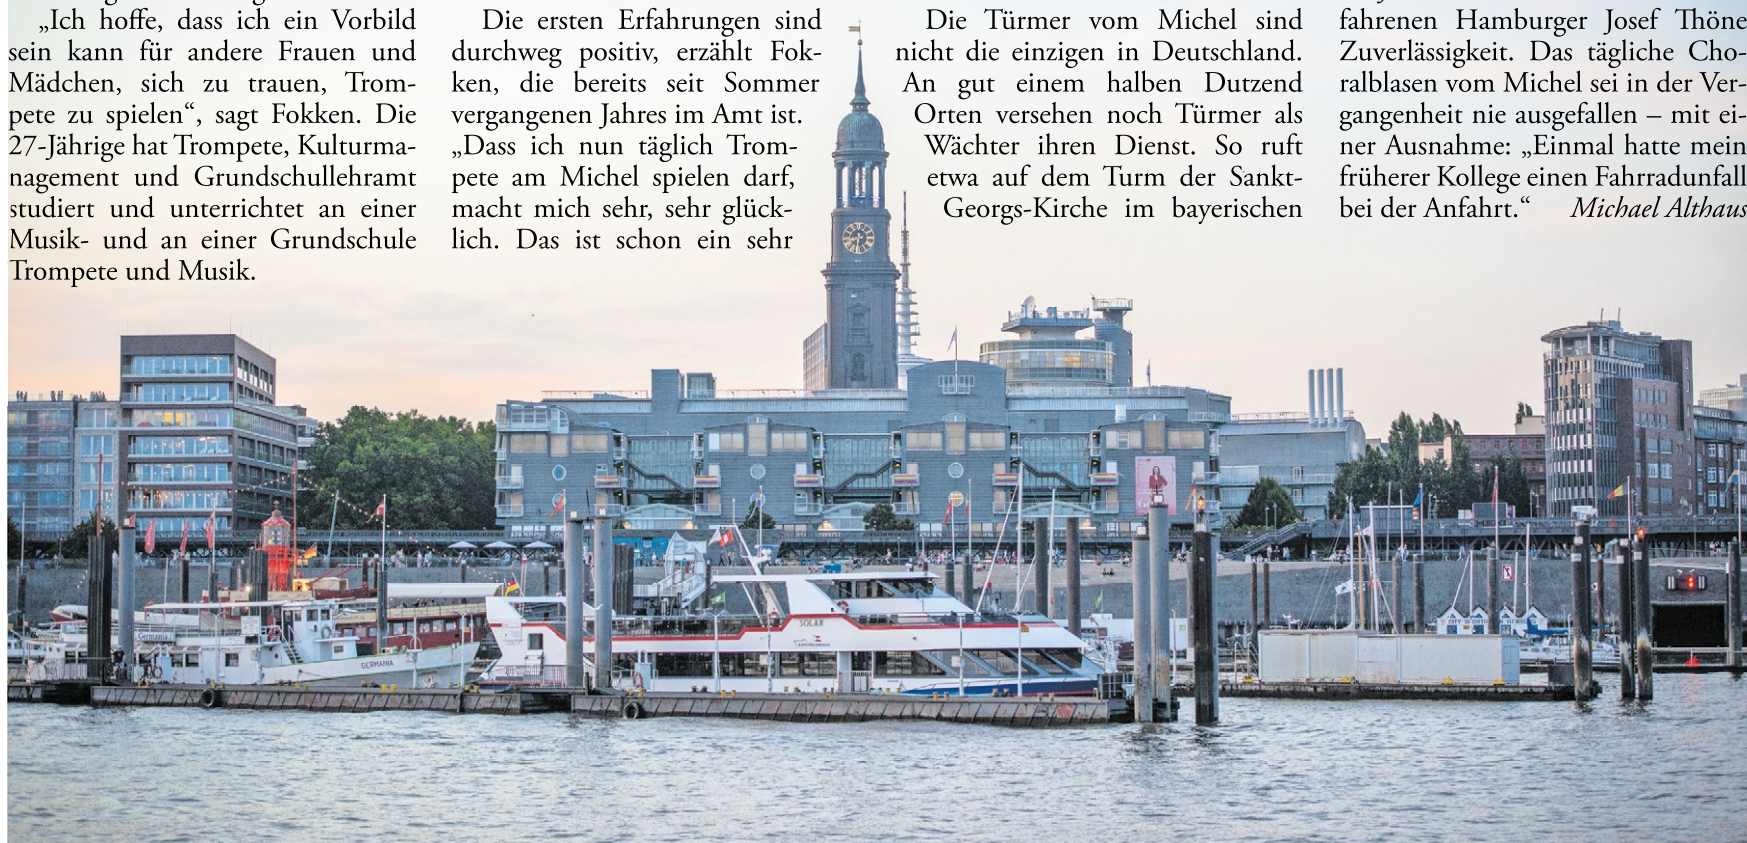 „Ich hoffe, dass ich ein Vorbild
sein kann für andere Frauen und
Mädchen, sich zu trauen, Trom-
pete zu spielen“, sagt Fokken. Die
27-Jährige hat Trompete, Kulturma-
nagement und Grundschullehramt
studiert und unterrichtet an einer
Musik- und an einer Grundschule
Trompete und Musik.
Die ersten Erfahrungen sind
durchweg positiv, erzählt Fok-
ken, die bereits seit Sommer
vergangenen Jahres im Amt ist.
„Dass ich nun täglich Trom-
pete am Michel spielen darf,
macht mich sehr, sehr glück-
lich. Das ist schon ein sehr
Die Türmer vom Michel sind
nicht die einzigen in Deutschland.
An gut einem halben Dutzend
Orten versehen noch Türmer als
Wächter ihren Dienst. So ruft
etwa auf dem Turm der Sankt-
Georgs-Kirche im bayerischen
fahrenen Hamburger Josef Thöne
Zuverlässigkeit. Das tägliche Cho-
ralblasen vom Michel sei in der Ver-
gangenheit nie ausgefallen – mit ei-
ner Ausnahme: „Einmal hatte mein
früherer Kollege einen Fahrradunfall
bei der Anfahrt.“ Michael Althaus
Germania
GERMANIA
SOLAR